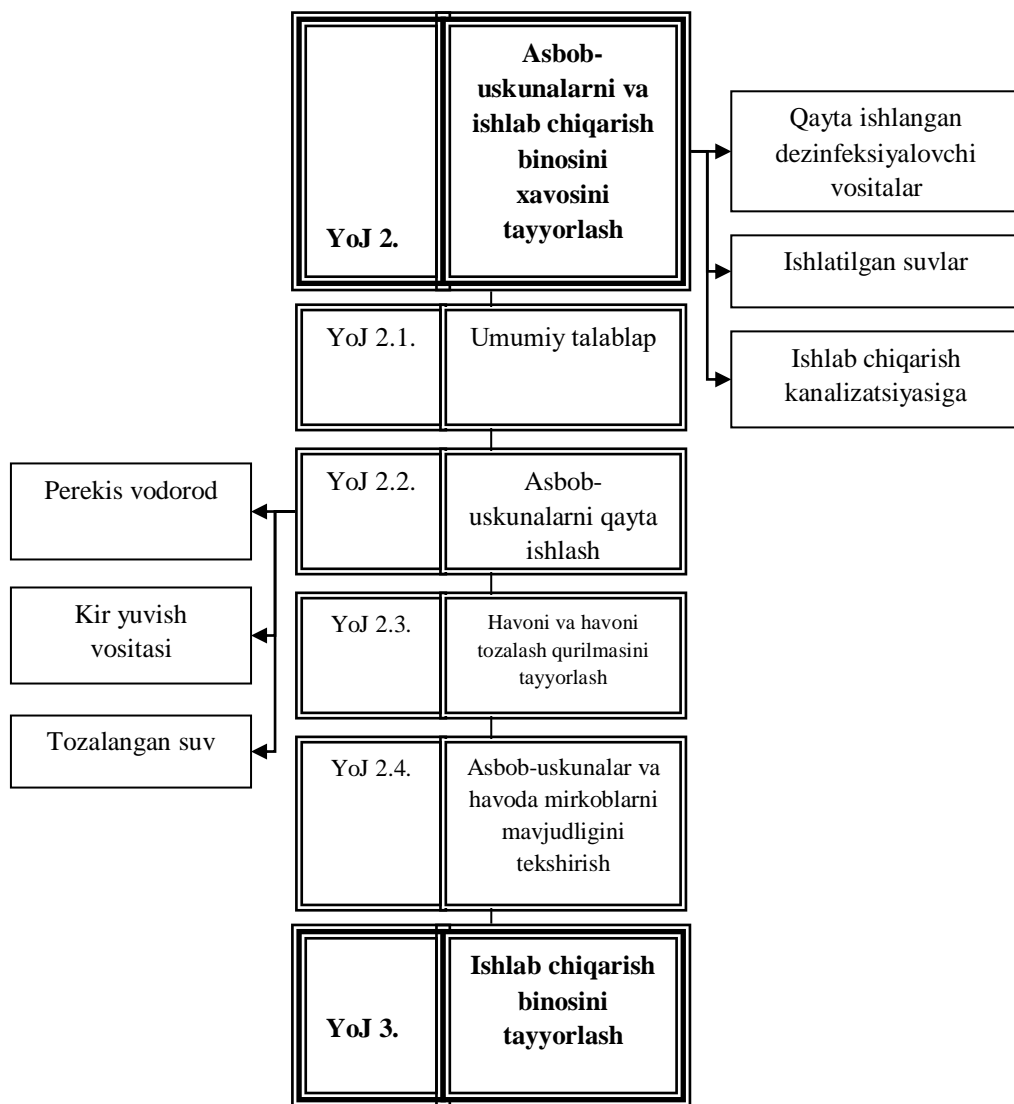 Asbob-
uskunalarni va
ishlab chiqarish
binosini
xavosini
tayyorlash
YoJ 2.
Qayta ishlangan
dezinfeksiyalovchi
vositalar
Ishlatilgan suvlar
Ishlab chiqarish
kanalizatsiyasiga
YoJ 2.1.
Umumiy talablap
YoJ 2.2.
Asbob-
uskunalarni qayta
ishlash
Perekis vodorod
Kir yuvish
vositasi
Tozalangan suv
YoJ 2.3.
Havoni va havoni
tozalash qurilmasini
tayyorlash
YoJ 2.4.
Asbob-uskunalar va
havoda mirkoblarni
mavjudligini
tekshirish
YoJ 3.
Ishlab chiqarish
binosini
tayyorlash